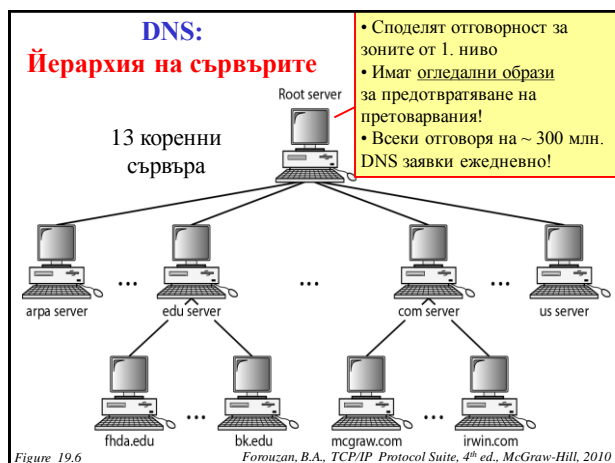 DNS:
Йерархия на сървърите
• Споделят отговорност за
зоните от 1. ниво
• Имат огледални образи
за предотвратяване на
претоварвания!
• Всеки отговоря на ~ 300 млн.
DNS заявки ежедневно!
Root server
13 коренни
сървъра
arpa server ... edu server ... com server ... us server
fhda.edu ... bk.edu mcgraw.com ... irwin.com
Figure 19.6 Forouzan, B.A., TCP/IP Protocol Suite, 4th ed., McGraw-Hill, 2010